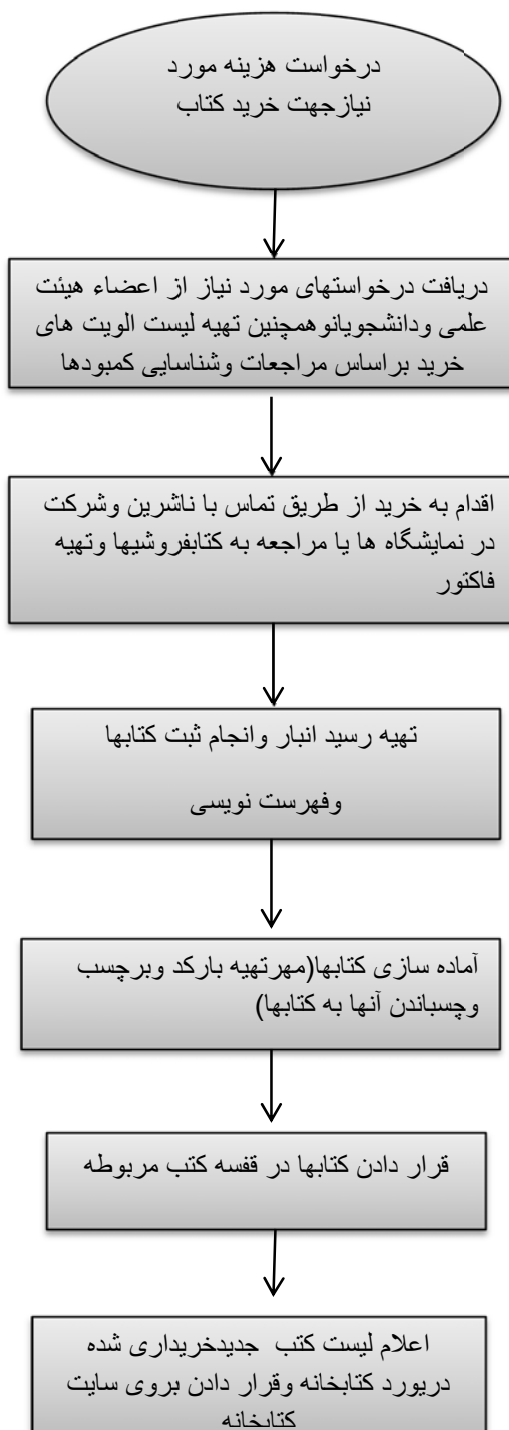 درخواست هزینه مورد
نیازجهت خرید کتاب
دریافت درخواستهای مورد نیاز از اعضاء هیئت
علمی ودانشجویانوهمچنین تهیه لیست الویت های
خرید براساس مراجعات وشناسایی کمبودها
اقدام به خرید از طریق تماس با ناشرین وشرکت
در نمایشگاه ها یا مراجعه به کتابفروشیها وتهیه
فاکتور
تهیه رسید انبار وانجام ثبت کتابها
وفهرست نویسی
آماده سازی کتابها(مهرتهیه بارکد وبرچسب
وچسباندن آنها به کتابها)
قرار دادن کتابها در قفسه کتب مربوطه
اعلام لیست کتب جدیدخریداری شده
دربورد کتابخانه وقرار دادن بروی سایت
کتابخانه